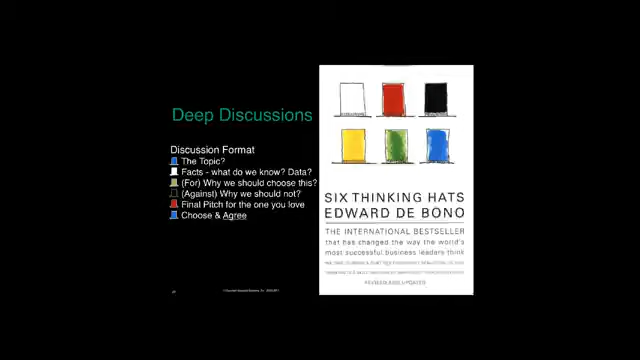 Deep Discussions
Discussion Format
The Topic?
Facts - what do we know? Data?
(For) Why we should choose this?
(Against) Why we should not?
Final Pitch for the one you love
Choose & Agree
SIX THINKING HATS
EDWARD DE BONO
THE INTERNATIONAL BESTSELLER
that has changed the way the world's
most successful business leaders think
REVISED AND UPDATED